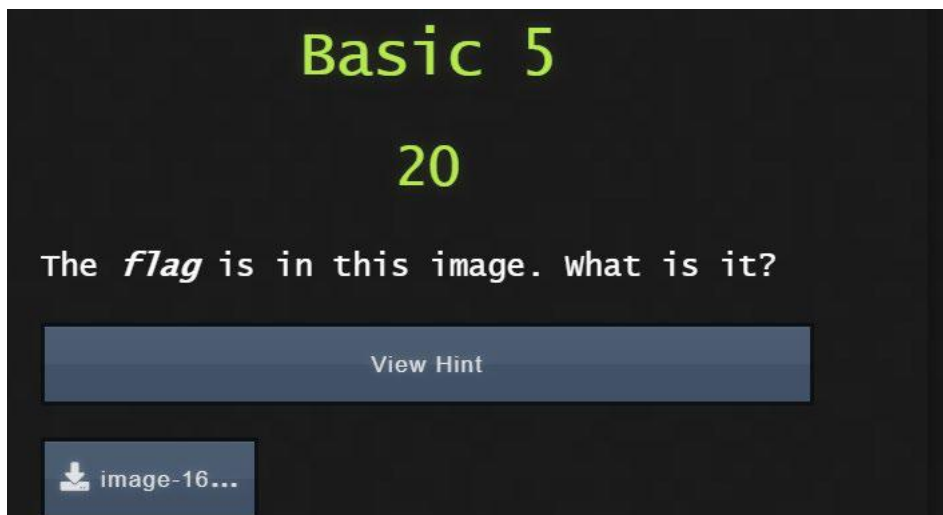 Basic 5
20
The flag is in this image. What is it?
View Hint
image-16...